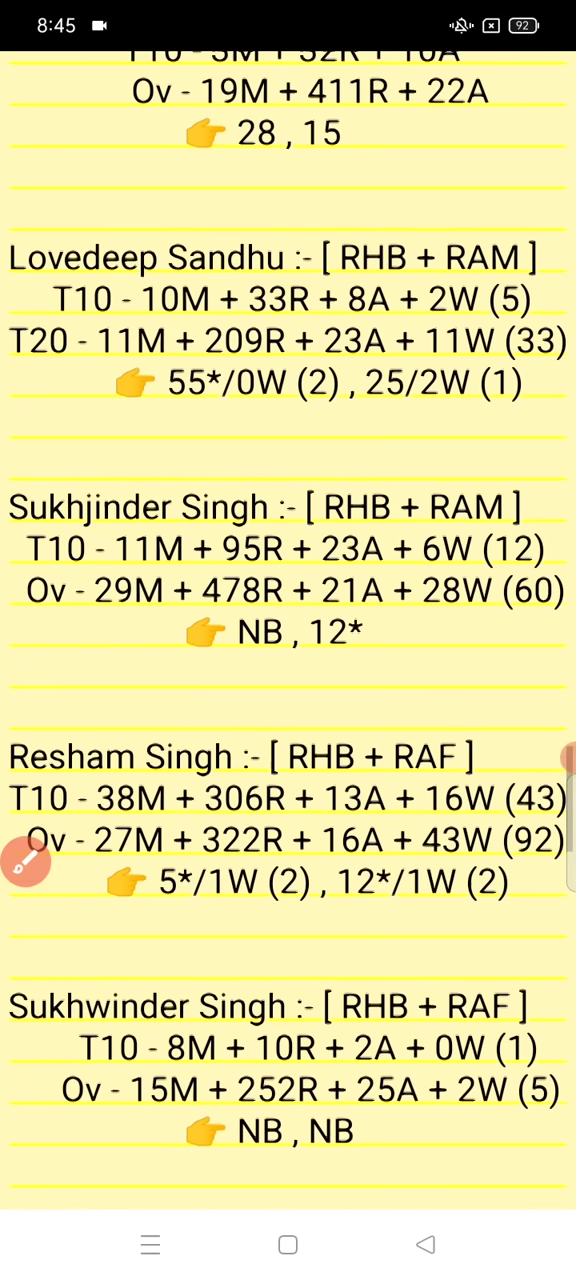 8:45
92
T10 - 5M + 52R + 10A
Ov - 19M + 411R + 22A
👉 28 , 15
Lovedeep Sandhu :- [ RHB + RAM ]
T10 - 10M + 33R + 8A + 2W (5)
T20 - 11M + 209R + 23A + 11W (33)
👉 55*/0W (2) , 25/2W (1)
Sukhjinder Singh :- [ RHB + RAM ]
T10 - 11M + 95R + 23A + 6W (12)
Ov - 29M + 478R + 21A + 28W (60)
👉 NB , 12*
Resham Singh :- [ RHB + RAF ]
T10 - 38M + 306R + 13A + 16W (43)
Ov - 27M + 322R + 16A + 43W (92)
👉 5*/1W (2) , 12*/1W (2)
Sukhwinder Singh :- [ RHB + RAF ]
T10 - 8M + 10R + 2A + 0W (1)
Ov - 15M + 252R + 25A + 2W (5)
👉 NB , NB